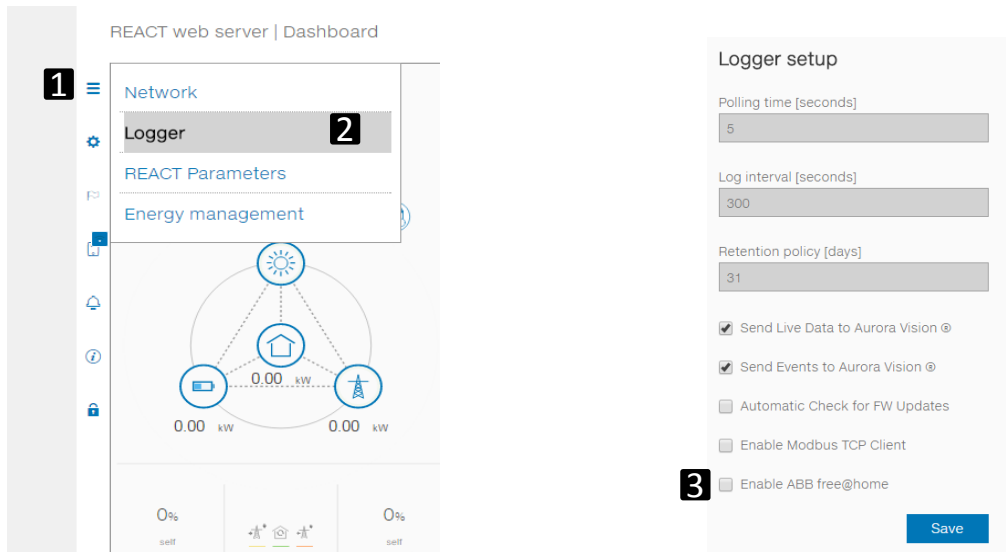 REACT web server | Dashboard
1
Network
Logger
2
REACT Parameters
Energy management
0.00 kW
0.00 kW
0.00 kW
0%
self
0%
self
Logger setup
Polling time [seconds]
5
Log interval [seconds]
300
Retention policy [days]
31
Send Live Data to Aurora Vision ®
Send Events to Aurora Vision ®
Automatic Check for FW Updates
Enable Modbus TCP Client
3
Enable ABB free@home
Save